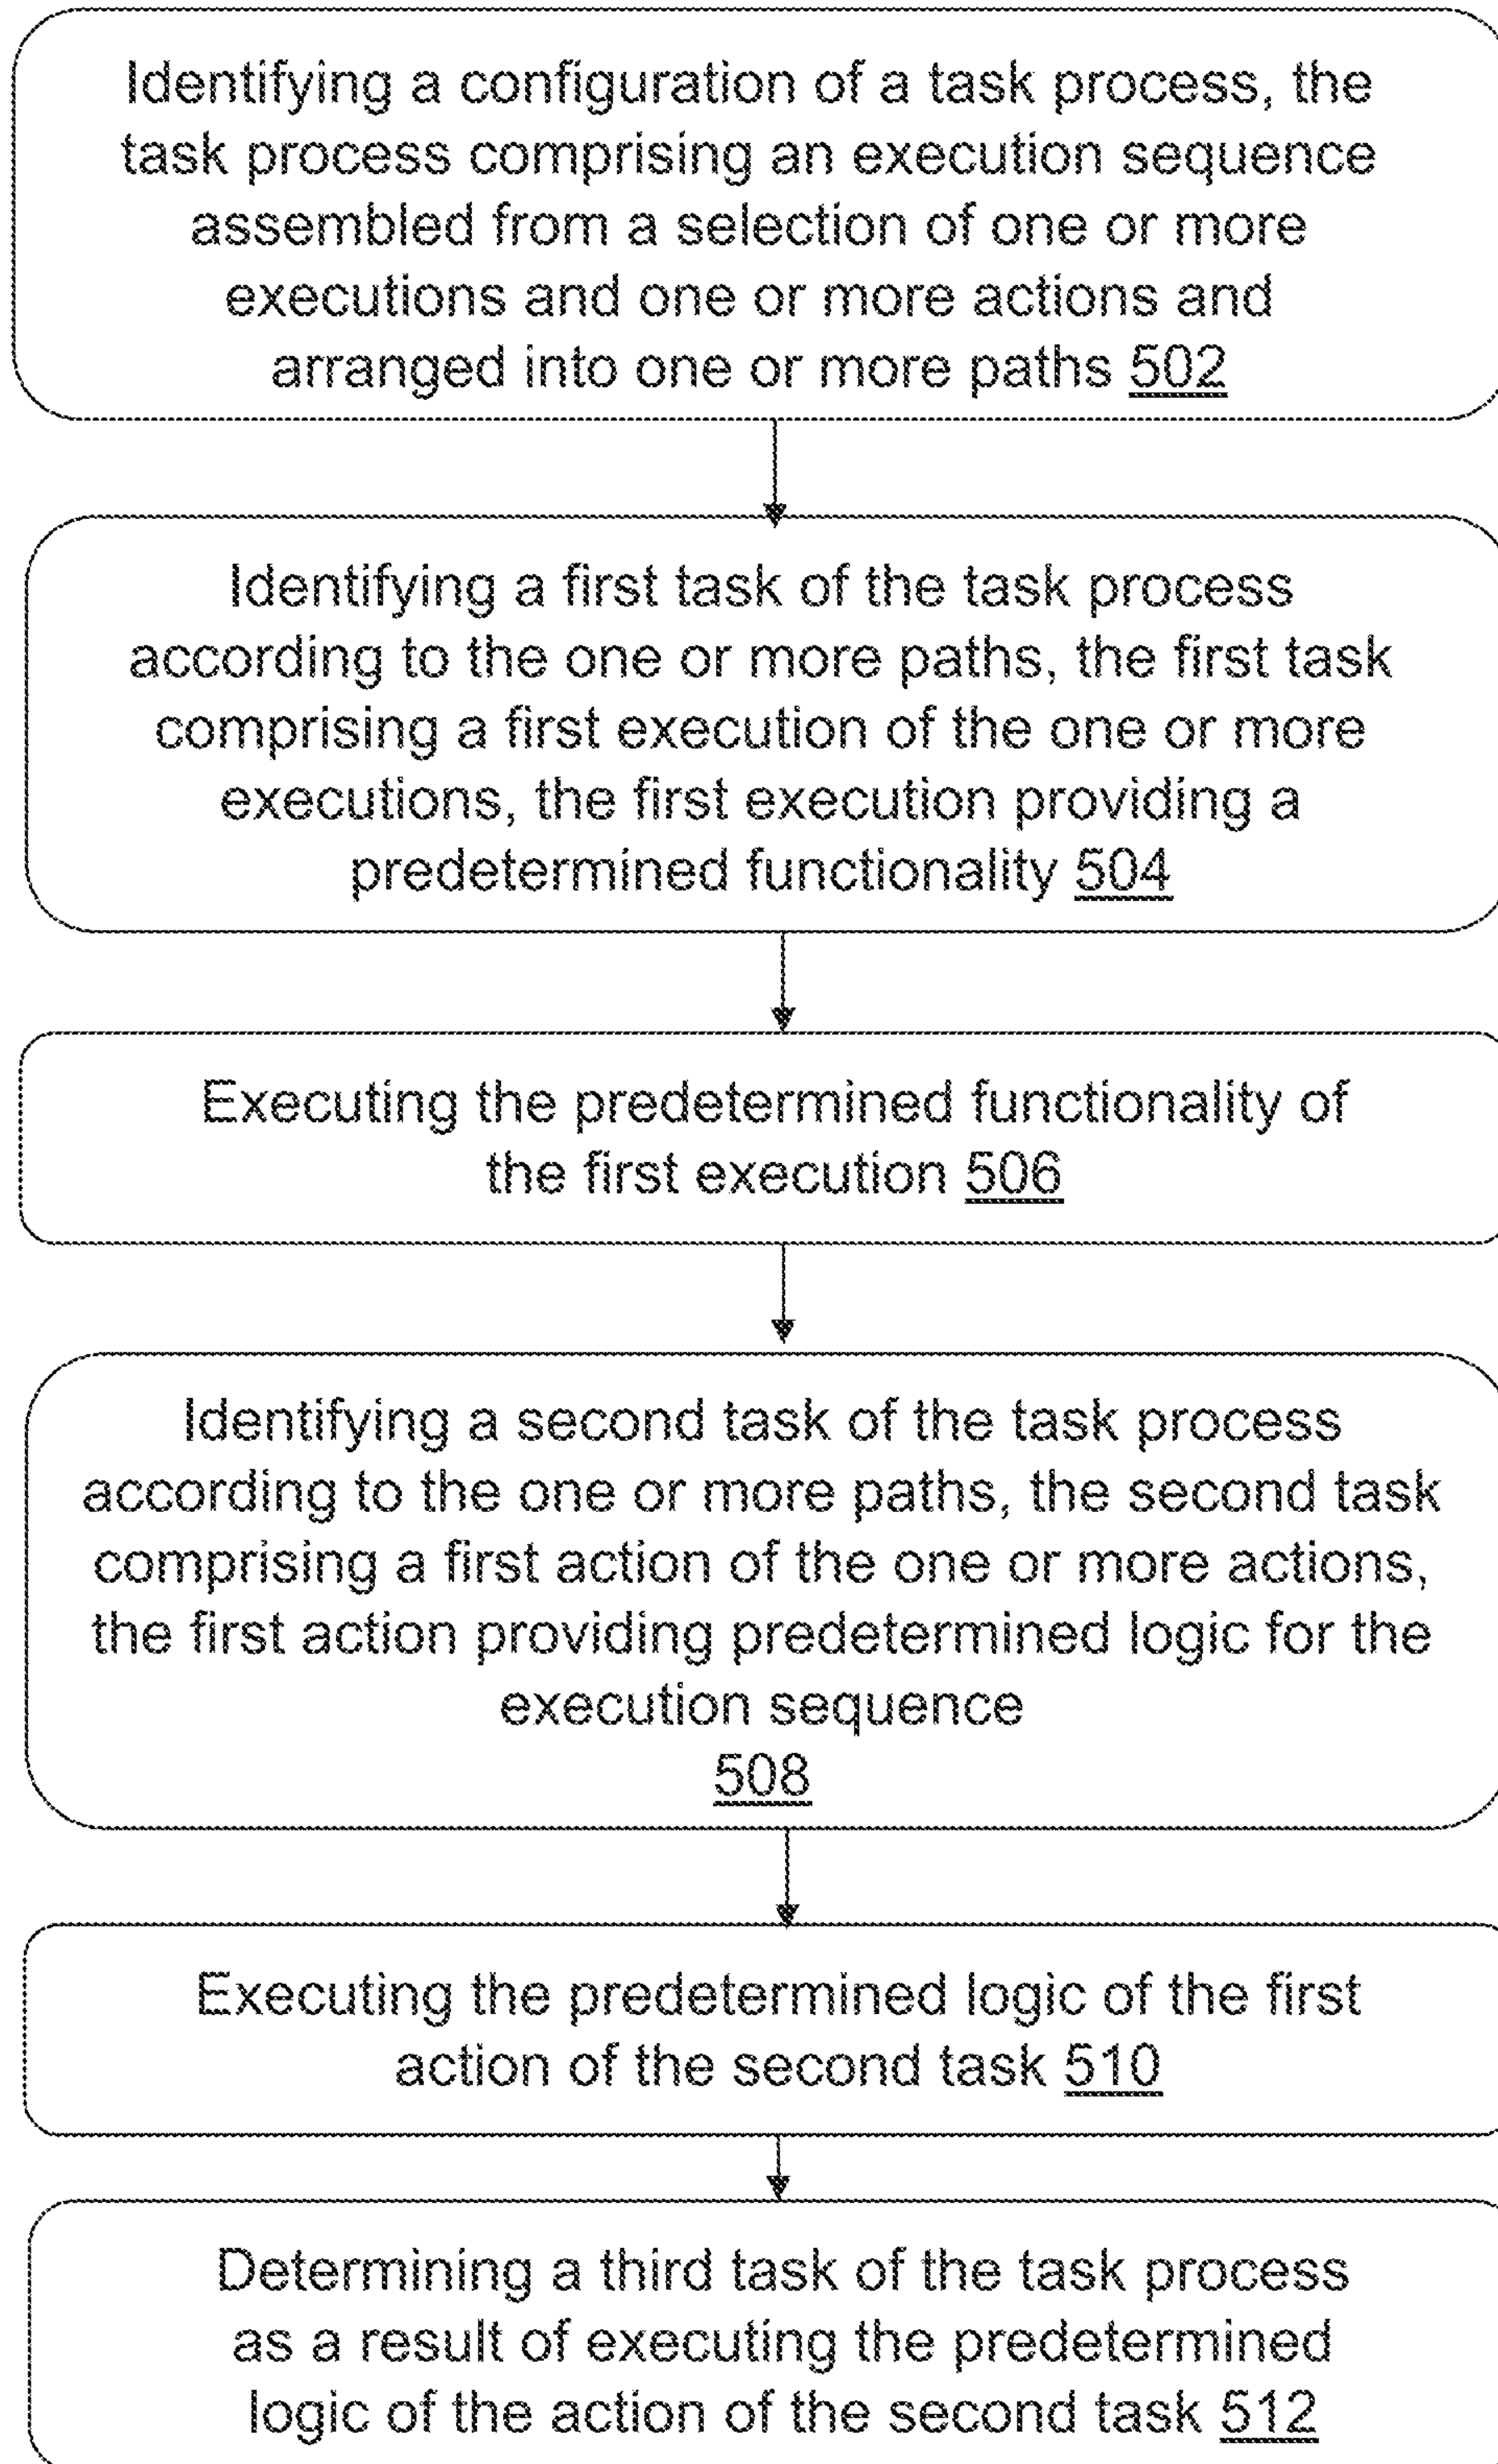 Identifying a configuration of a task process, the
task process comprising an execution sequence
assembled from a selection of one or more
executions and one or more actions and
arranged into one or more paths 502
Identifying a first task of the task process
according to the one or more paths, the first task
comprising a first execution of the one or more
executions, the first execution providing a
predetermined functionality 504
Executing the predetermined functionality of
the first execution 506
Identifying a second task of the task process
according to the one or more paths, the second task
comprising a first action of the one or more actions,
the first action providing predetermined logic for the
execution sequence
508
Executing the predetermined logic of the first
action of the second task 510
Determining a third task of the task process
as a result of executing the predetermined
logic of the action of the second task 512